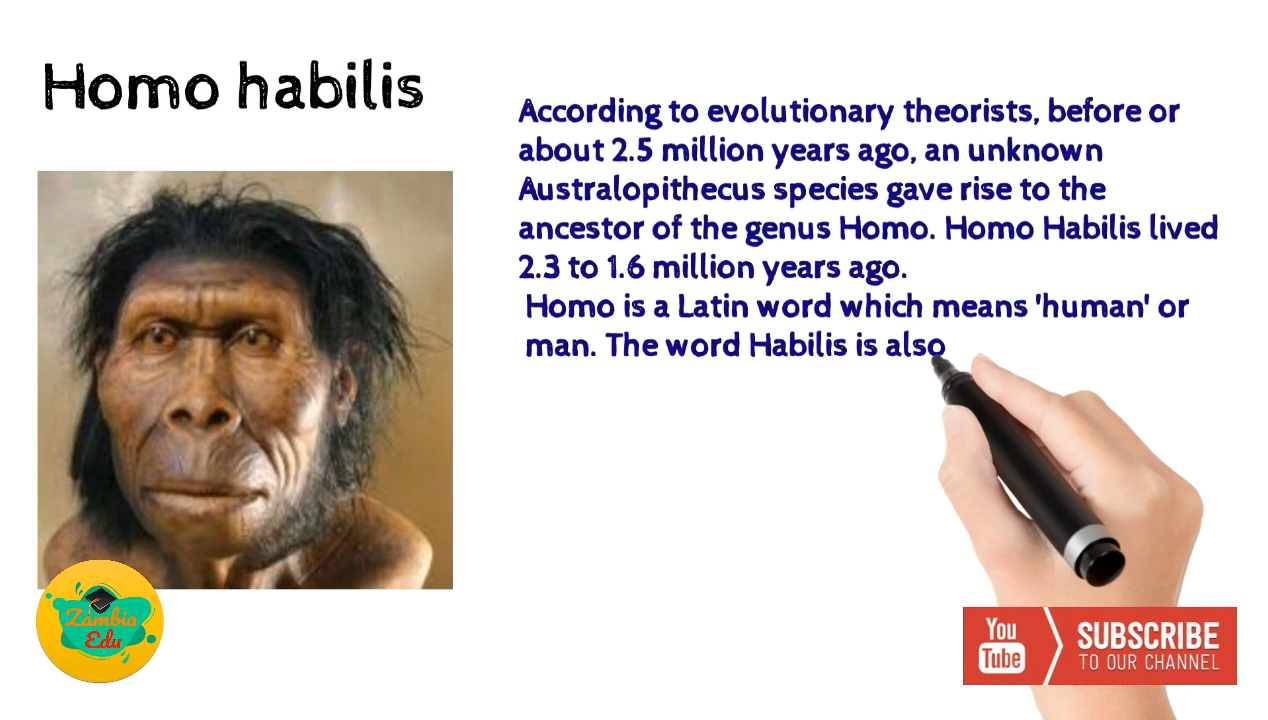 Homo habilis
According to evolutionary theorists, before or
about 2.5 million years ago, an unknown
Australopithecus species gave rise to the
ancestor of the genus Homo. Homo Habilis lived
2.3 to 1.6 million years ago.
Homo is a Latin word which means 'human' or
man. The word Habilis is also
Zambia
Edu
You
Tube
SUBSCRIBE
TO OUR CHANNEL